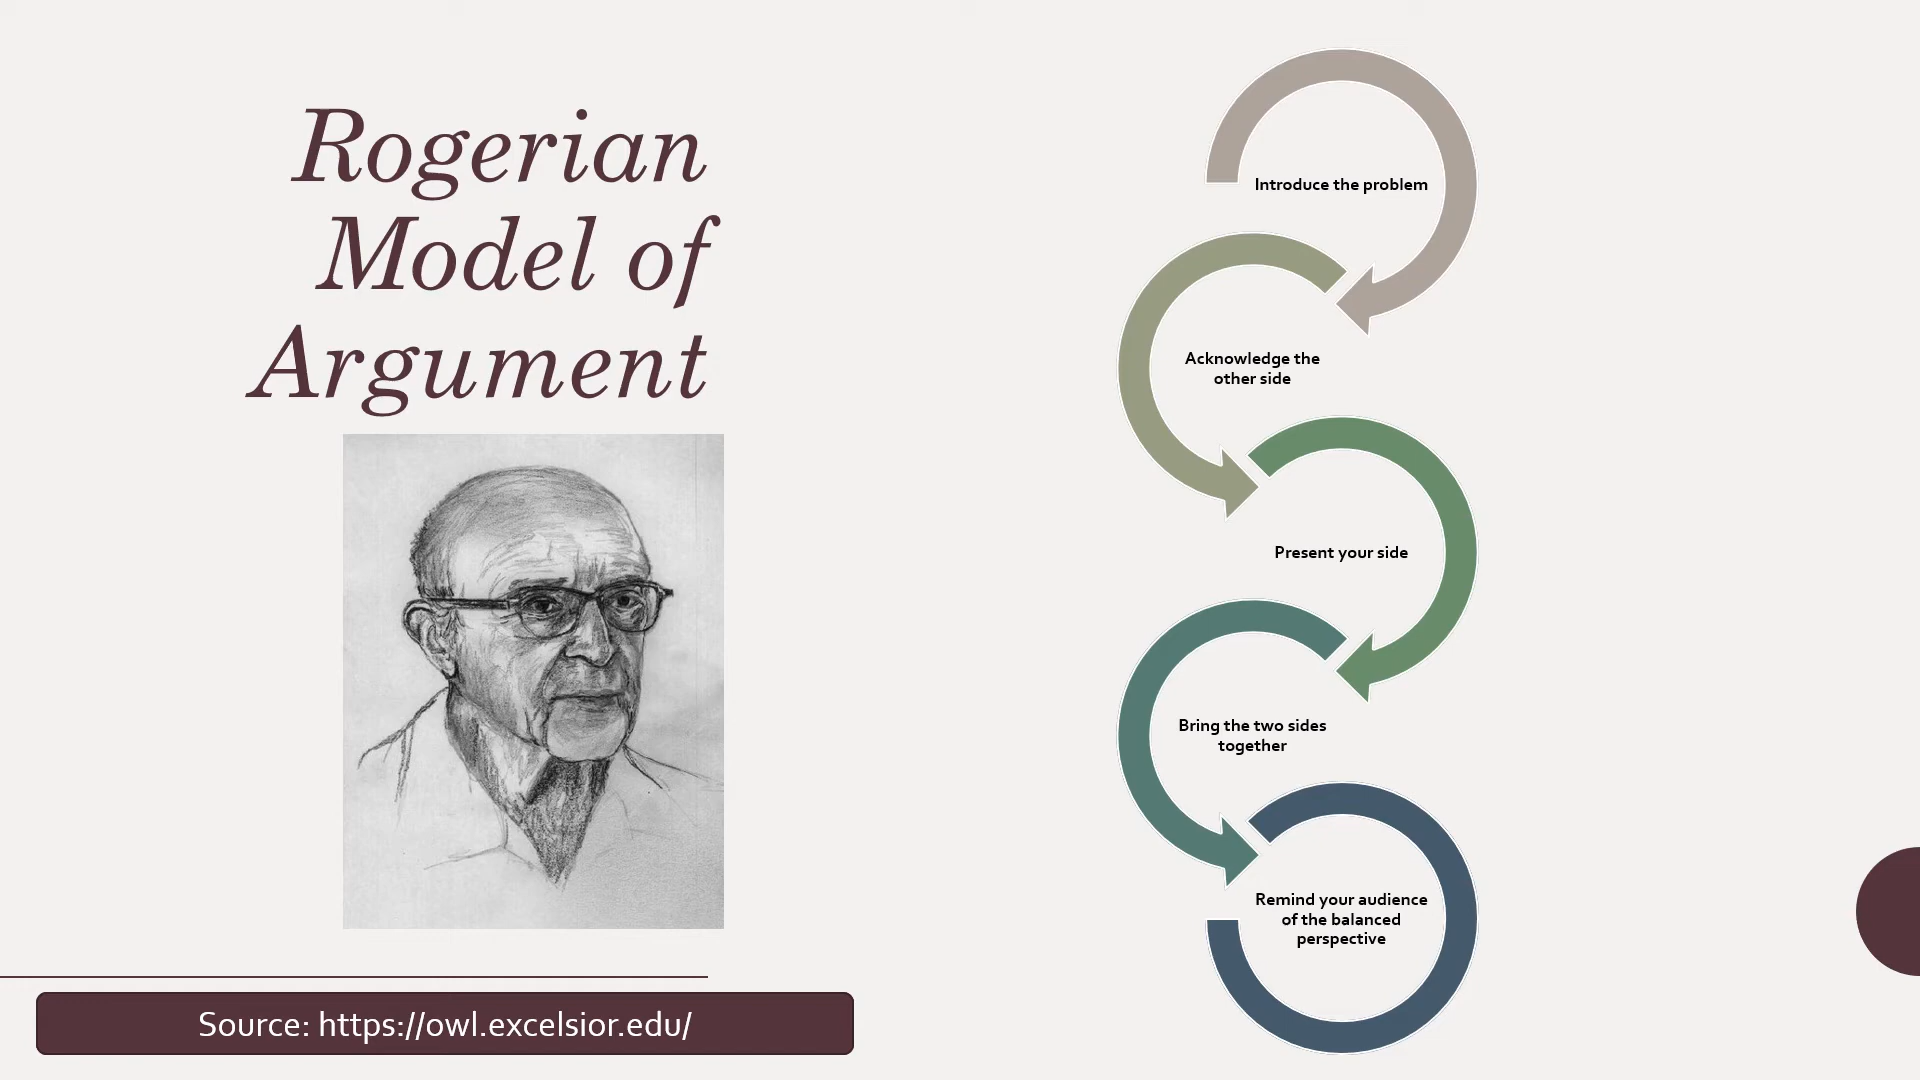 Rogerian
Model of
Argument
Introduce the problem
Acknowledge the
other side
Present your side
Bring the two sides
together
Remind your audience
of the balanced
perspective
Source: https://owl.excelsior.edu/